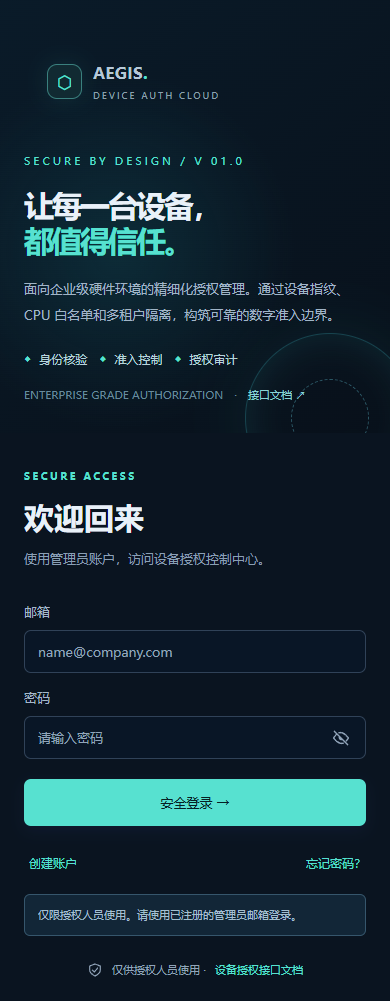 AEGIS.
DEVICE AUTH CLOUD
SECURE BY DESIGN / V 01.0
让每一台设备，
都值得信任。
面向企业级硬件环境的精细化授权管理。通过设备指纹、
CPU 白名单和多租户隔离，构筑可靠的数字准入边界。
身份核验 准入控制 授权审计
ENTERPRISE GRADE AUTHORIZATION · 接口文档 ↗
SECURE ACCESS
欢迎回来
使用管理员账户，访问设备授权控制中心。
邮箱
name@company.com
密码
请输入密码
安全登录 →
创建账户 忘记密码?
仅限授权人员使用。请使用已注册的管理员邮箱登录。
仅供授权人员使用 · 设备授权接口文档